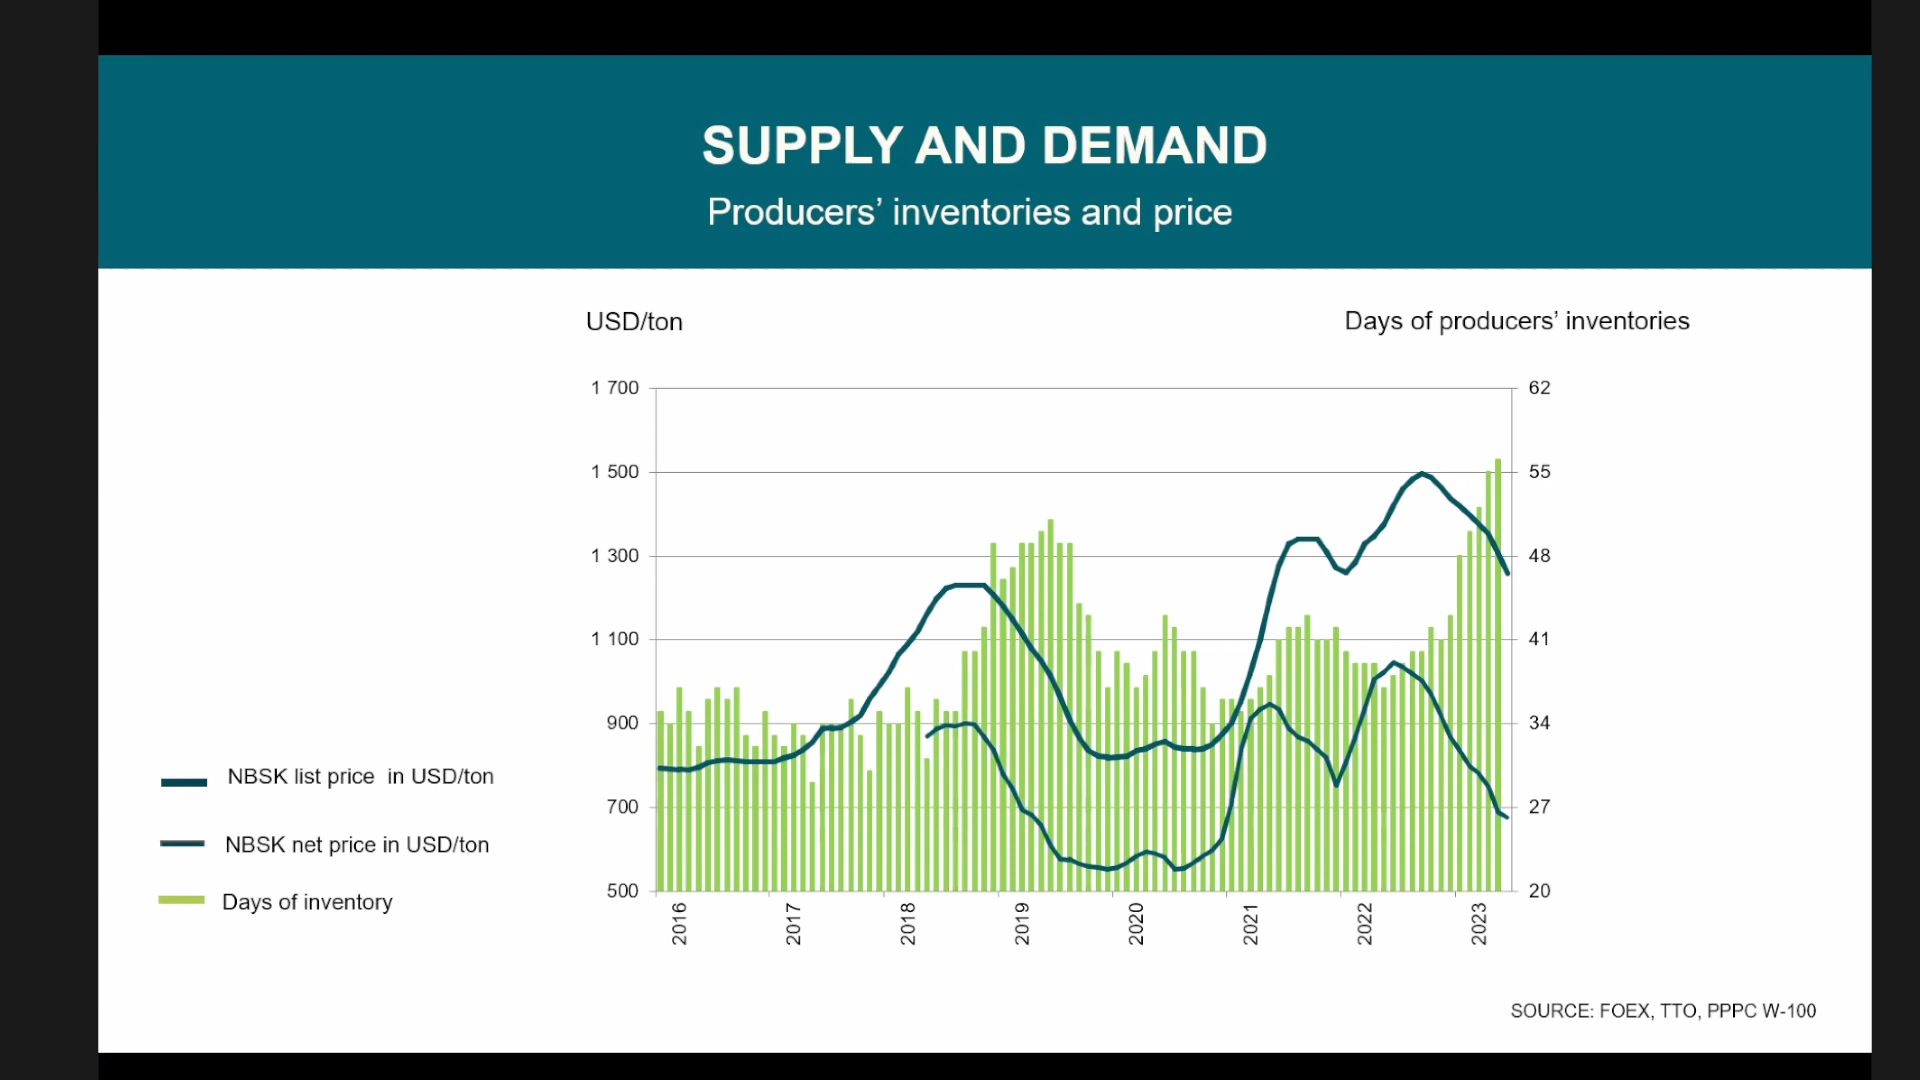 SUPPLY AND DEMAND
Producers’ inventories and price
USD/ton
Days of producers’ inventories
1 700
62
1 500
55
1 300
48
1 100
41
900
34
700
27
500
20
2016
2017
2018
2019
2020
2021
2022
2023
NBSK list price in USD/ton
NBSK net price in USD/ton
Days of inventory
SOURCE: FOEX, TTO, PPPC W-100